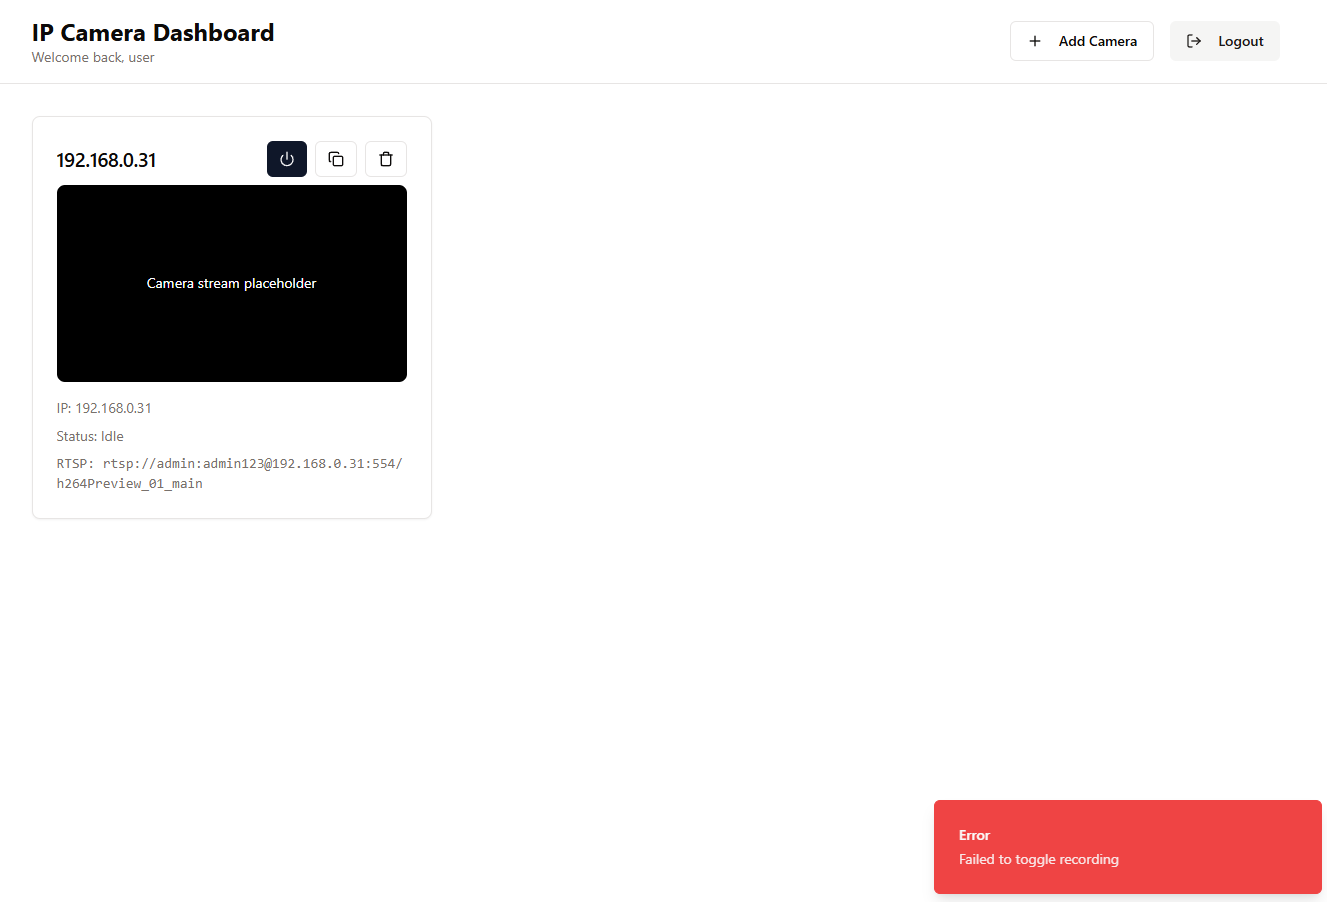 IP Camera Dashboard
Welcome back, user
Add Camera
Logout
192.168.0.31
Camera stream placeholder
IP: 192.168.0.31
Status: Idle
RTSP: rtsp://admin:admin123@192.168.0.31:554/
h264Preview_01_main
Error
Failed to toggle recording